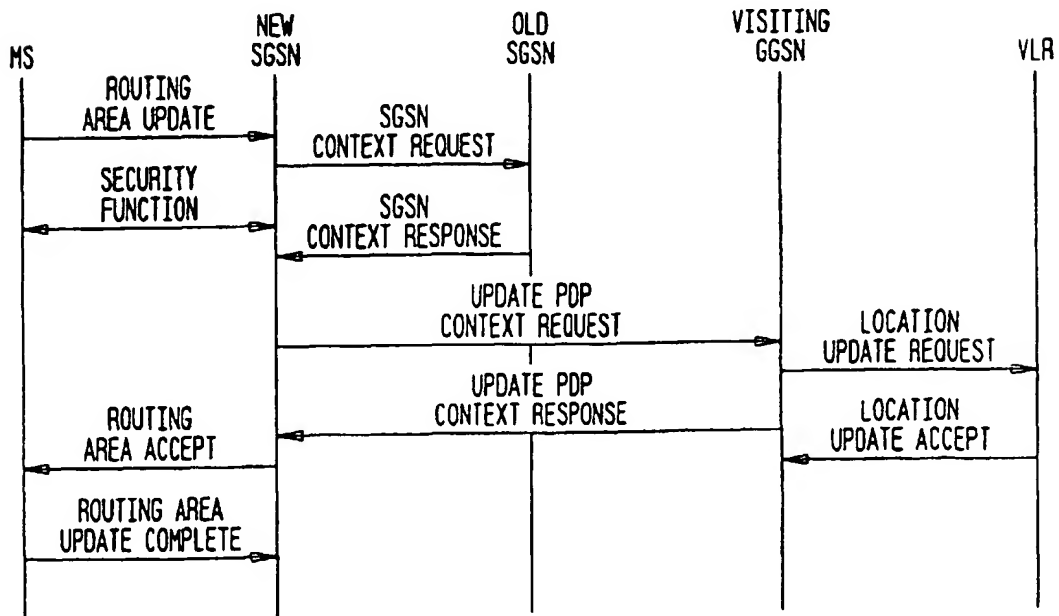 MS
NEW
SGSN
OLD
SGSN
VISITING
GGSN
VLR
ROUTING
AREA UPDATE
SGSN
CONTEXT REQUEST
SECURITY
FUNCTION
SGSN
CONTEXT RESPONSE
UPDATE PDP
CONTEXT REQUEST
LOCATION
UPDATE REQUEST
UPDATE PDP
CONTEXT RESPONSE
LOCATION
UPDATE ACCEPT
ROUTING
AREA ACCEPT
ROUTING AREA
UPDATE COMPLETE